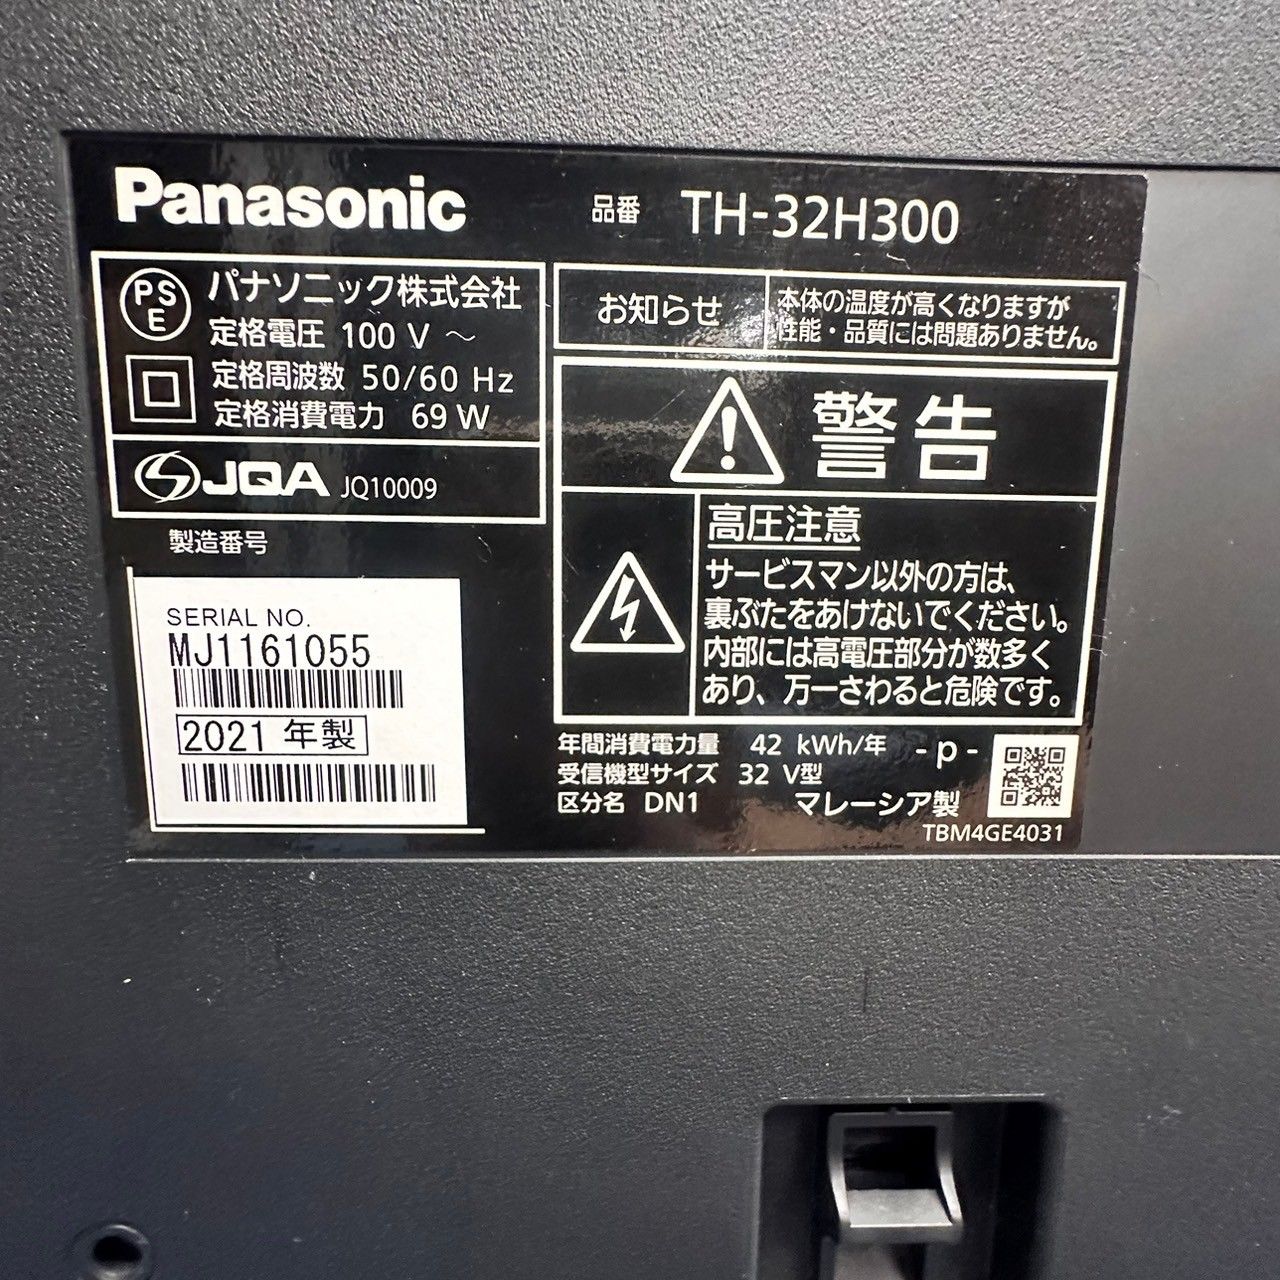 Panasonic
品番 TH-32H300
PSE
パナソニック株式会社
定格電圧 100 V ～
定格周波数 50/60 Hz
定格消費電力 69 W
JQA JQ10009
製造番号
SERIAL NO.
MJ1161055
2021 年製
お知らせ
本体の温度が高くなりますが
性能・品質には問題ありません。
警告
高圧注意
サービスマン以外の方は、
裏ぶたをあけないでください。
内部には高電圧部分が数多く
あり、万一さわると危険です。
年間消費電力量 42 kWh/年 -p-
受信機型サイズ 32 V型
区分名 DN1 マレーシア製
TBM4GE4031